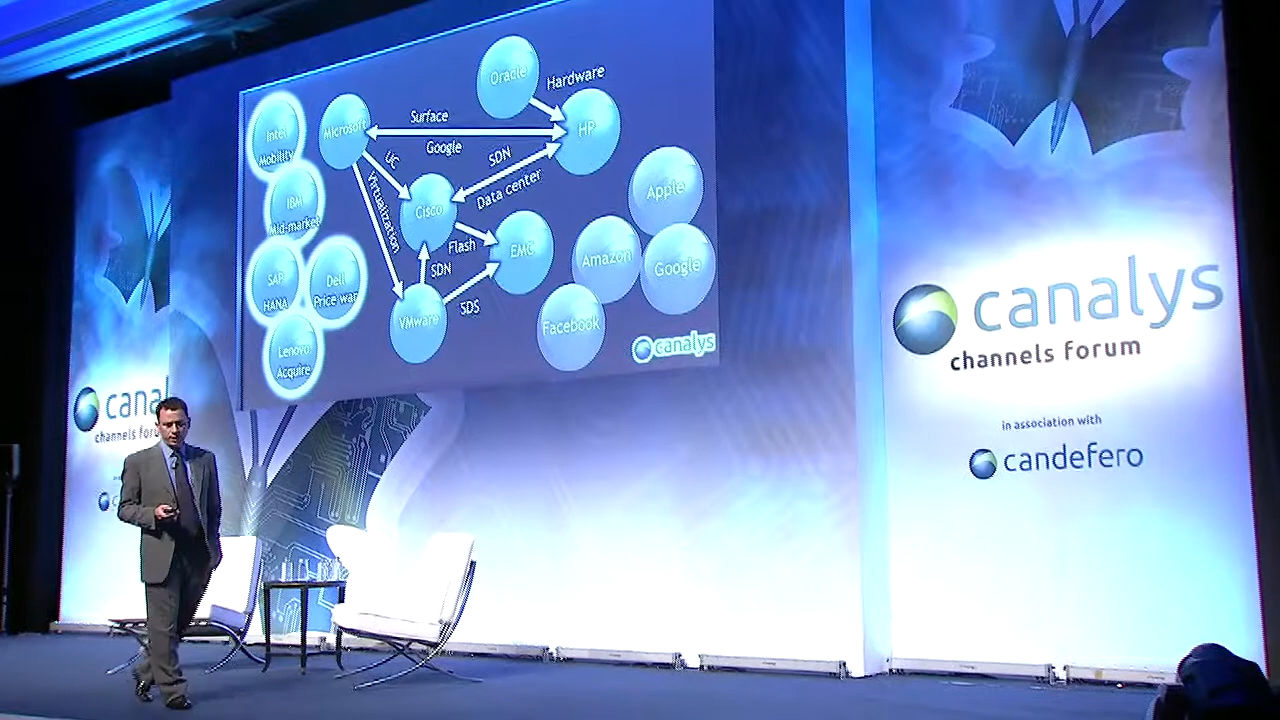 Oracle
Hardware
Intel
Mobility
Microsoft
Surface
Google
HP
UC
SDN
Virtualization
Data center
IBM
Mid-market
Cisco
Apple
Flash
EMC
Amazon
Google
SAP
HANA
Dell
Price war
SDN
SDS
VMware
Facebook
Lenovo
Acquire
canalys
canalys
channels forum
in association with
candefero
canal
channels foru
c